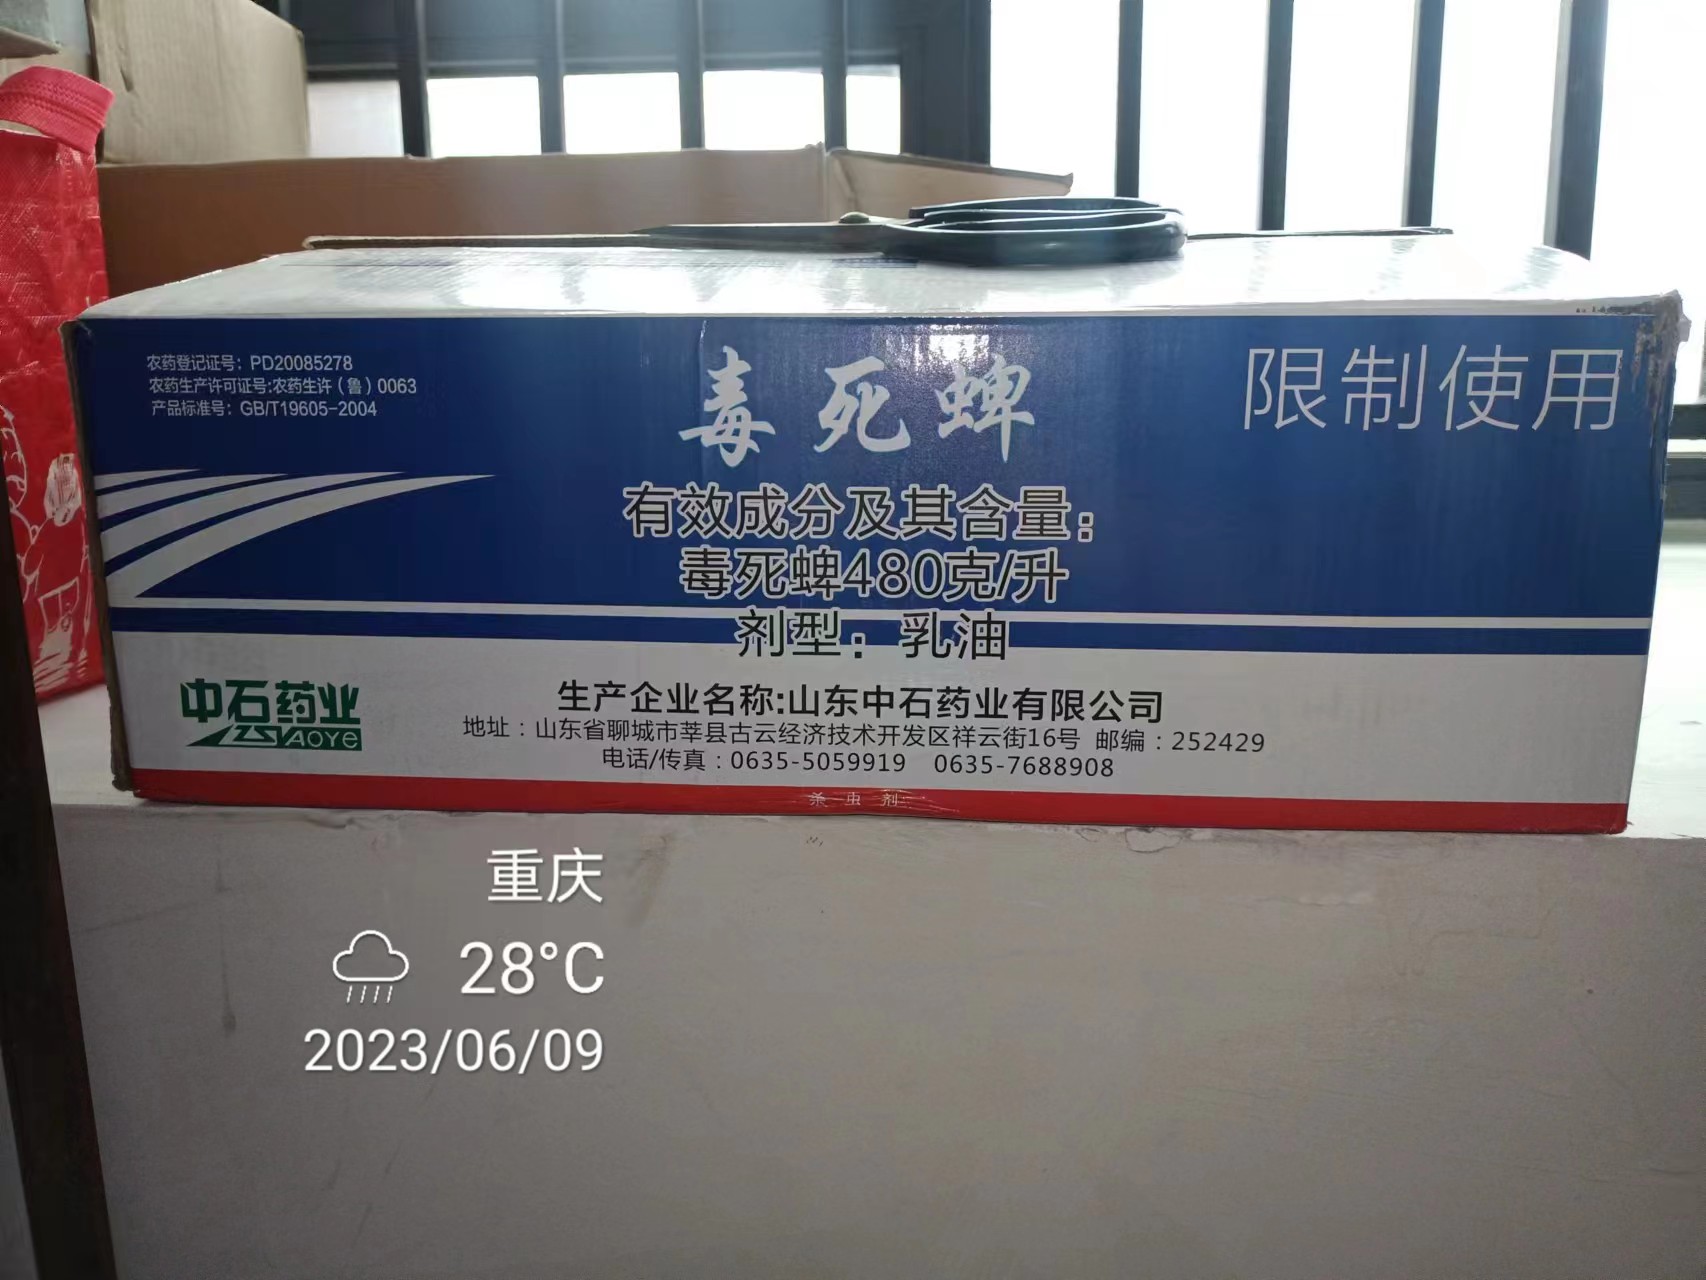 农药登记证号：PD20085278
农药生产许可证号:农药生许（鲁）0063
产品标准号：GB/T19605-2004
毒死蜱
限制使用
有效成分及其含量：
毒死蜱480克/升
剂型：乳油
中石药业
YAOYE
生产企业名称:山东中石药业有限公司
地址：山东省聊城市莘县古云经济技术开发区祥云街16号 邮编：252429
电话/传真：0635-5059919 0635-7688908
杀虫剂
重庆
28°C
2023/06/09